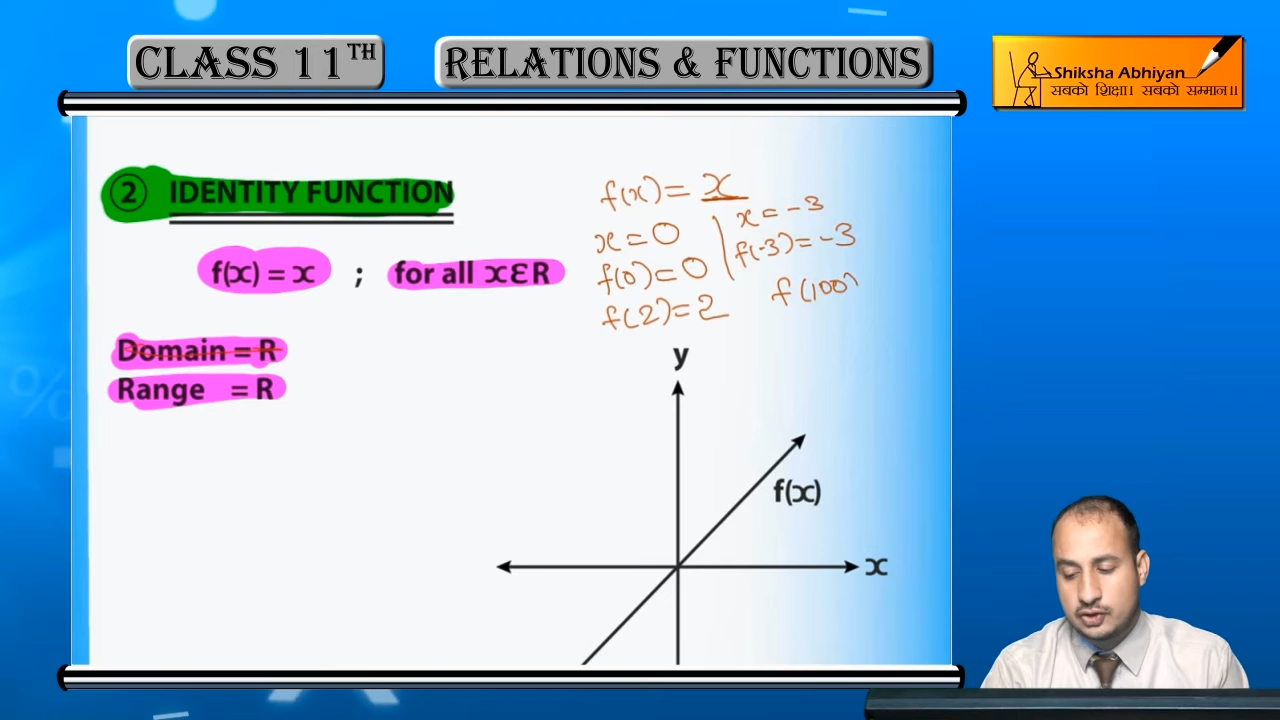 CLASS 11TH
RELATIONS & FUNCTIONS
Shiksha Abhiyan
सबको शिक्षा। सबको सम्मान॥
② IDENTITY FUNCTION
f(x) = x ; for all xƐR
Domain = R
Range = R
f(x) = x
x = 0
f(0) = 0
f(2) = 2
x = -3
f(-3) = -3
f(100)
y
f(x)
x
%